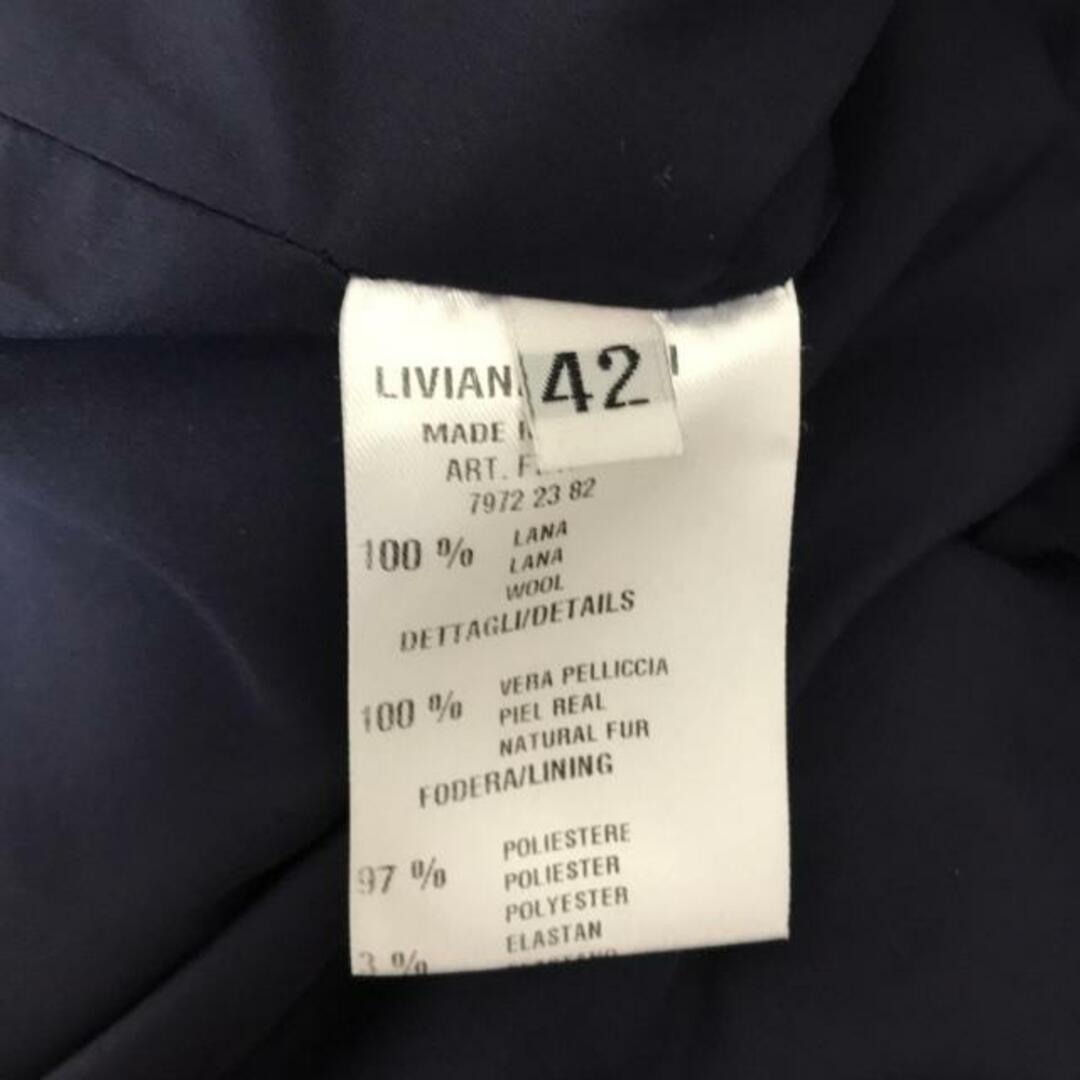 42
LIVIAN
MADE
ART.
7972 23 82
100 % LANA
LANA
WOOL
DETTAGLI/DETAILS
100 % VERA PELLICCIA
PIEL REAL
NATURAL FUR
FODERA/LINING
97 % POLIESTERE
POLIESTER
POLYESTER
3 % ELASTAN